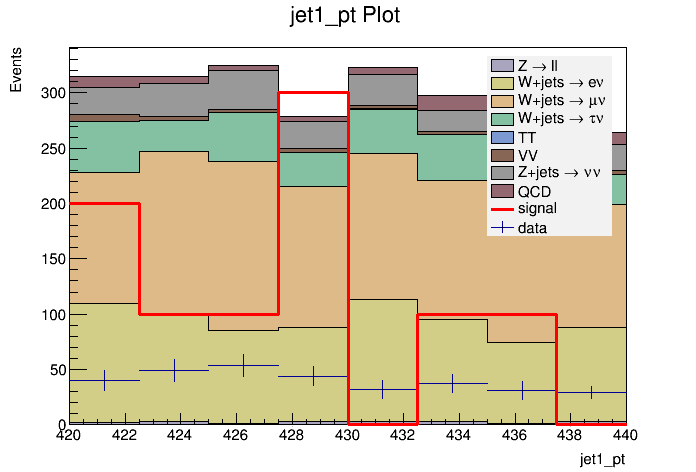 jet1_pt Plot
Events
300
250
200
150
100
50
0
Z → ll
W+jets → eν
W+jets → μν
W+jets → τν
TT
VV
Z+jets → νν
QCD
signal
data
420 422 424 426 428 430 432 434 436 438 440
jet1_pt